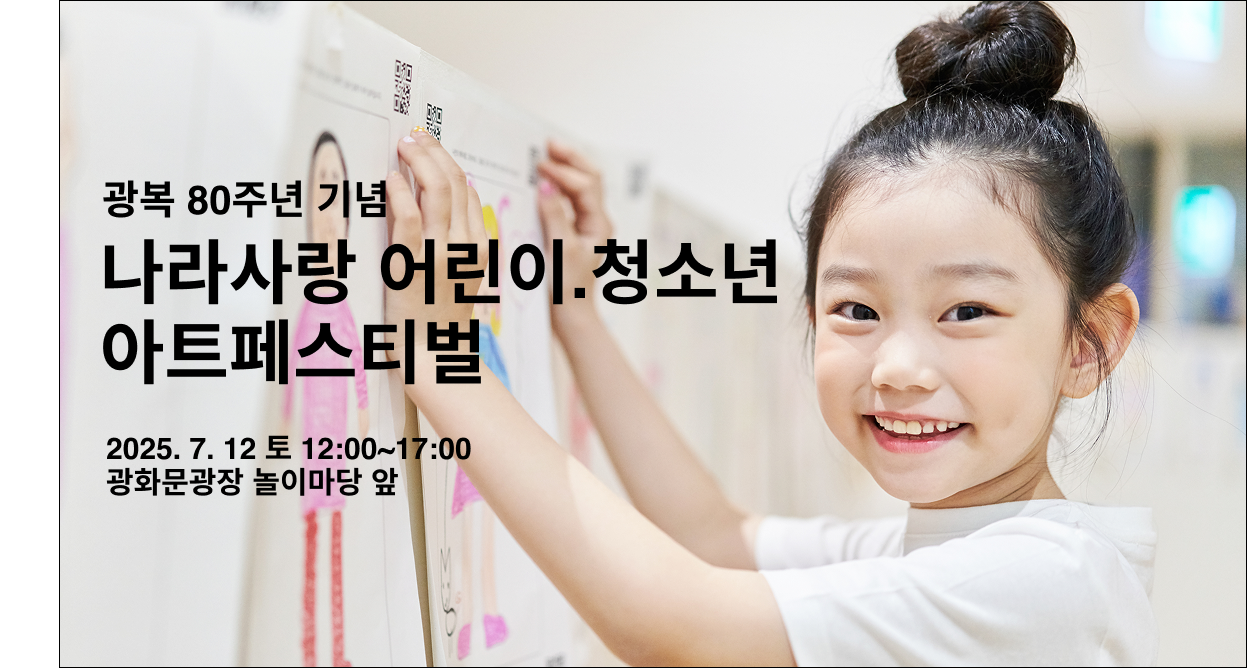 광복 80주년 기념
나라사랑 어린이.청소년
아트페스티벌
2025. 7. 12 토 12:00~17:00
광화문광장 놀이마당 앞